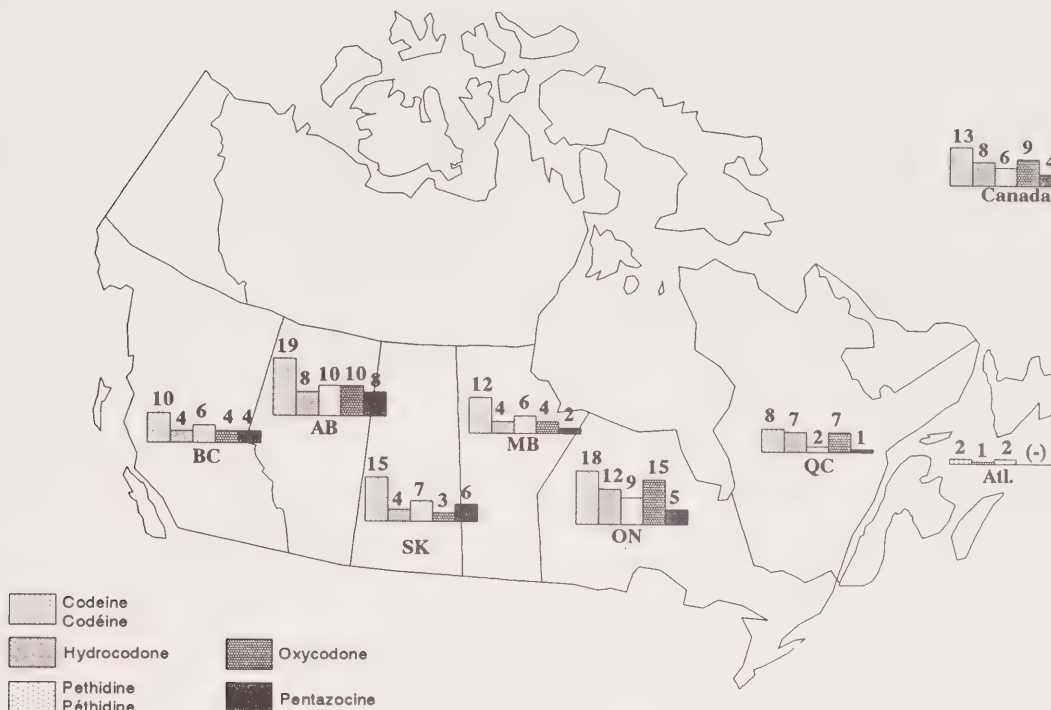 13 8 6 9 4
Canada
19 8 10 10 8
AB
10 4 6 4 4
BC
12 4 6 4 2
MB
15 4 7 3 6
SK
18 12 9 15 5
ON
8 7 2 7 1
QC
2 1 2 (-)
Atl.
Codeine
Codéine
Hydrocodone
Oxycodone
Pethidine
Péthidine
Pentazocine